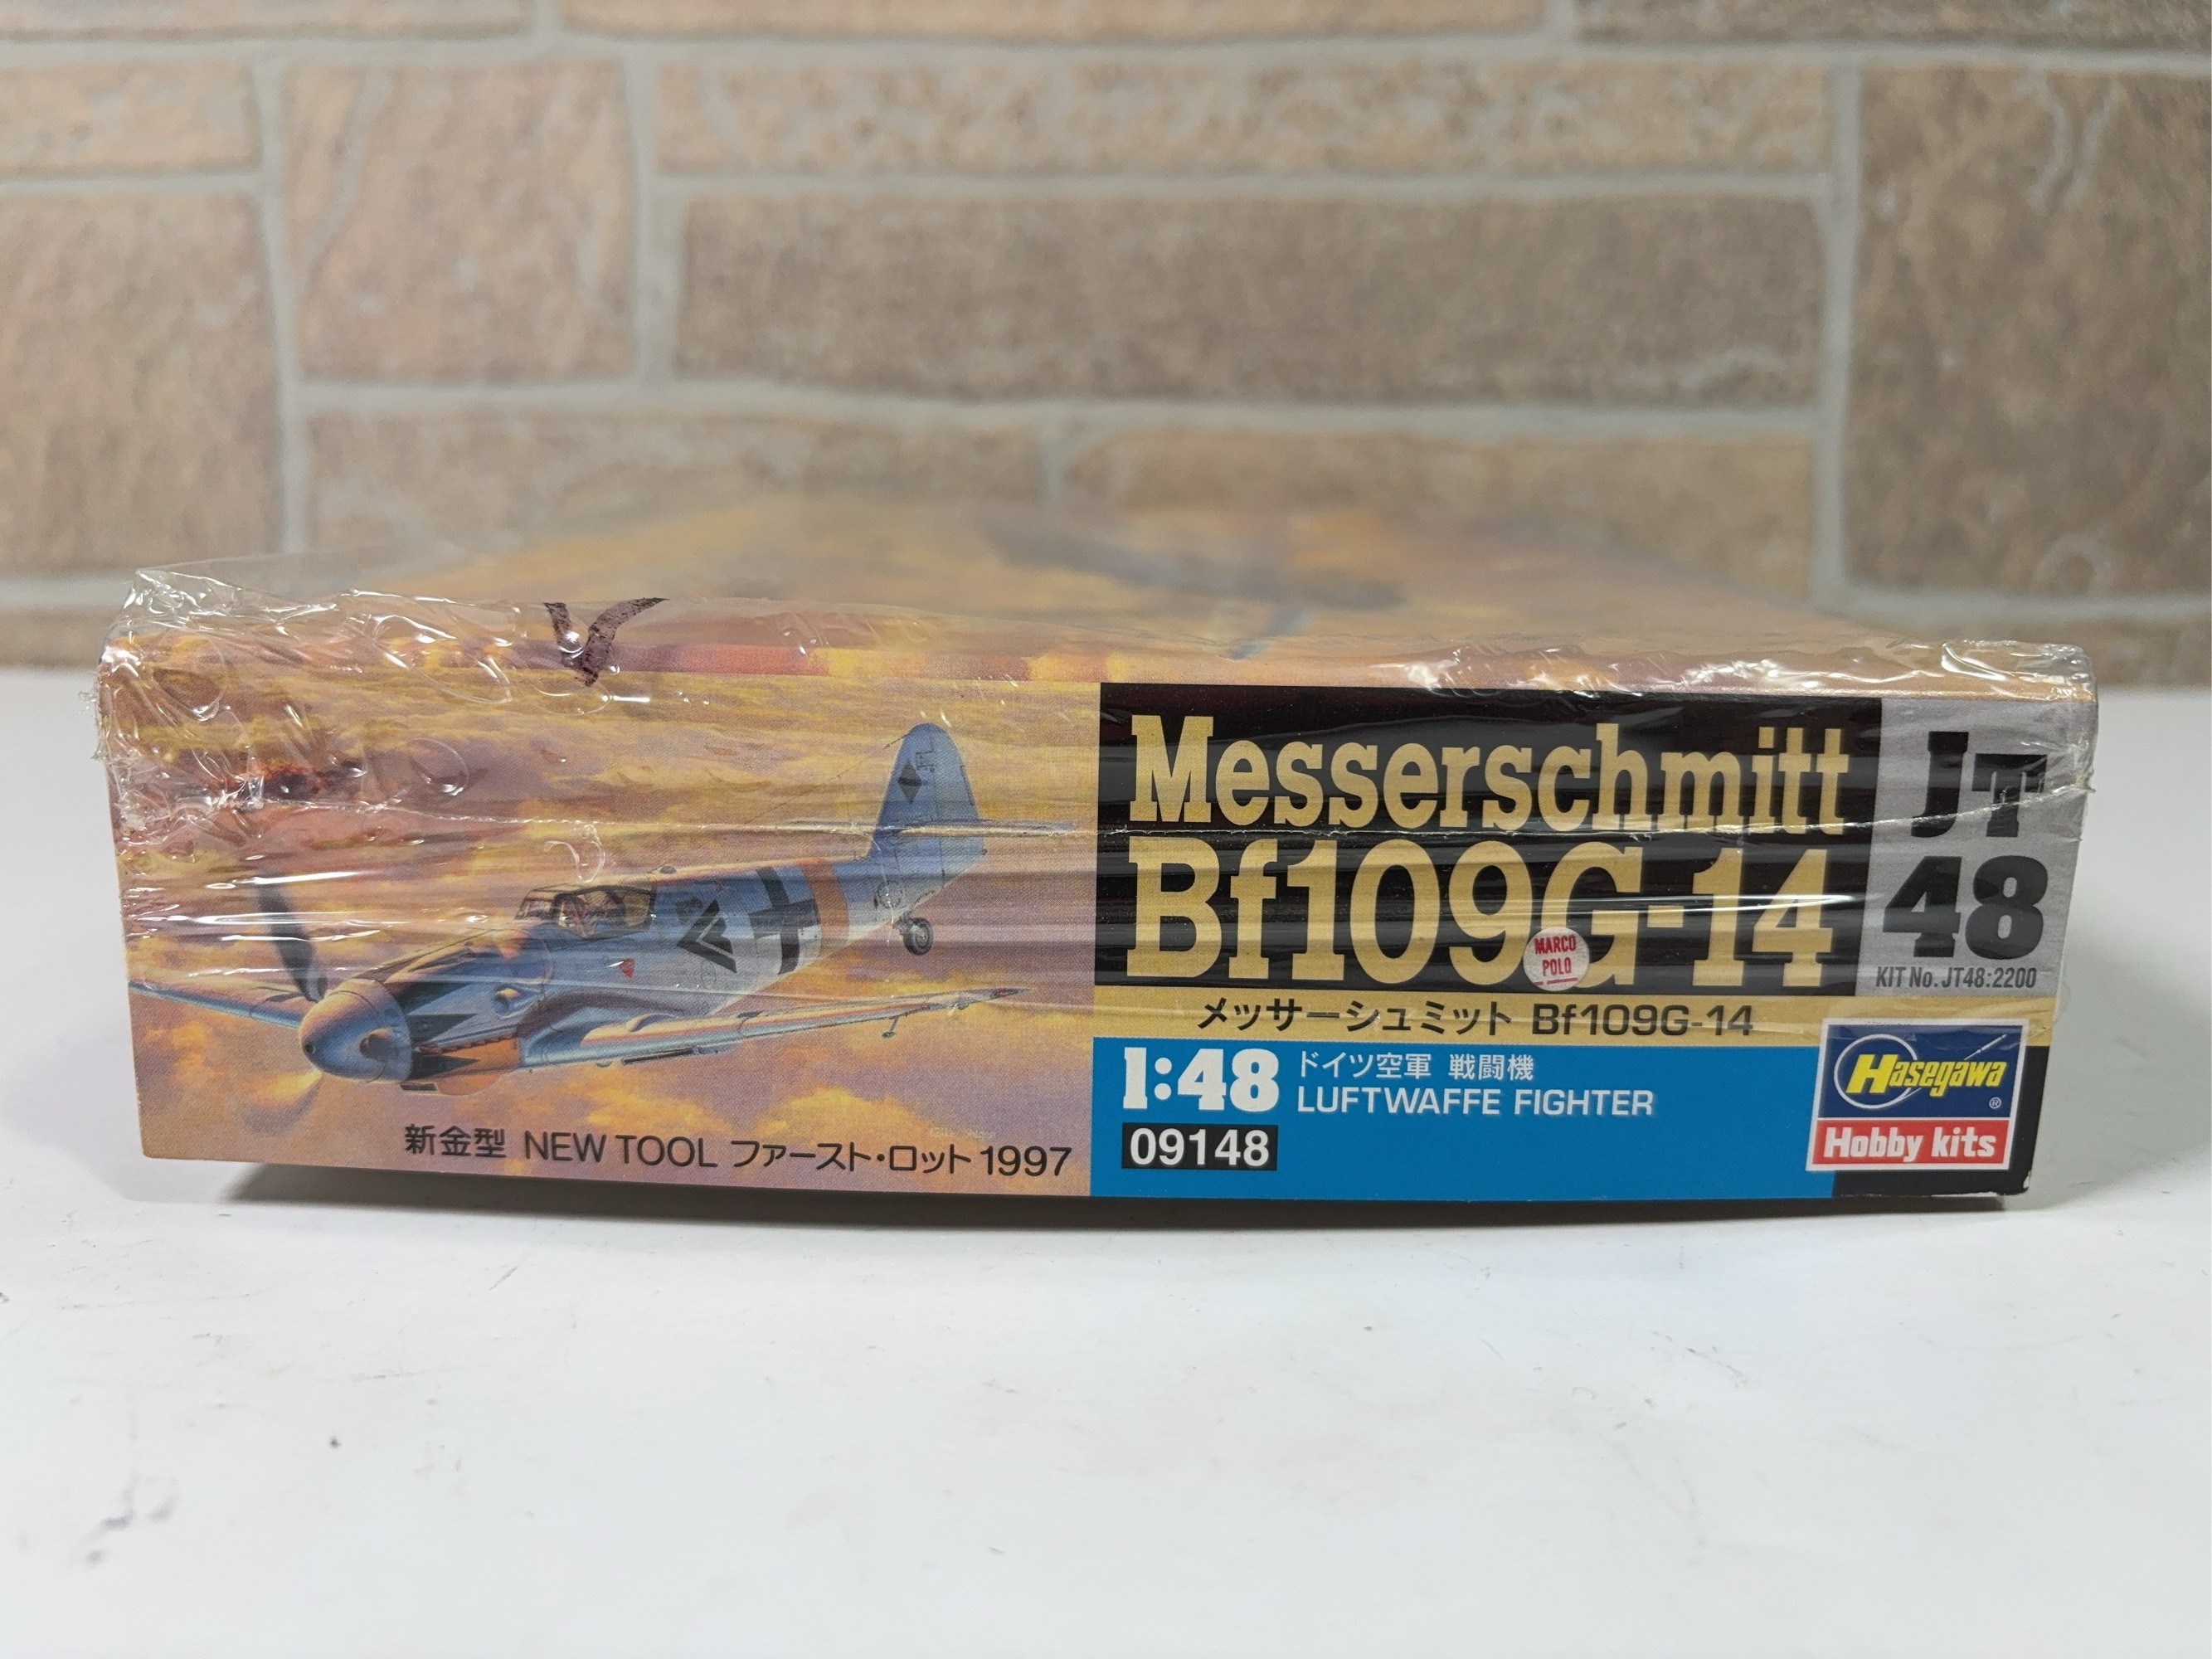 Messerschmitt
Bf109G-14
MARCO
POLO
JT
48
KIT No. JT48:2200
メッサーシュミット Bf109G-14
1:48 ドイツ空軍 戦闘機
LUFTWAFFE FIGHTER
09148
Hasegawa
®
Hobby kits
新金型 NEW TOOL ファースト・ロット 1997